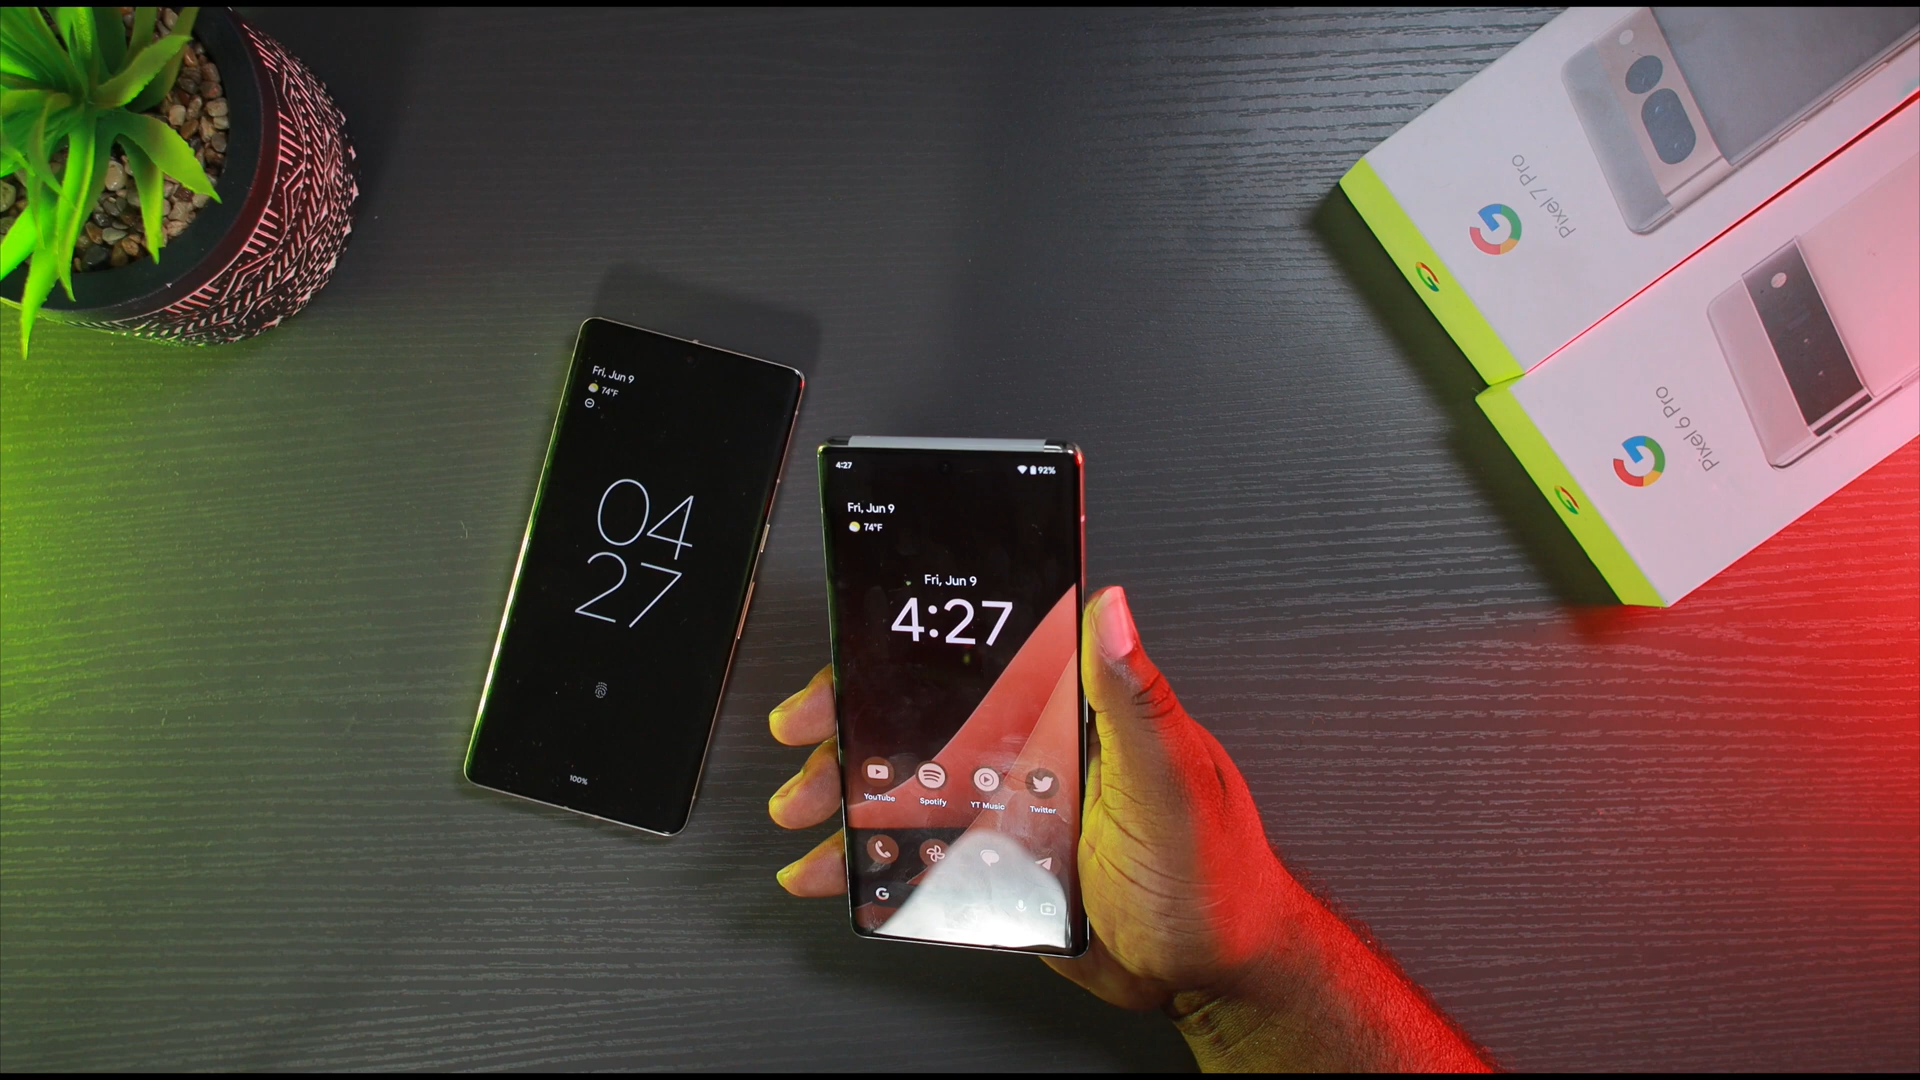 Fri, Jun 9
74°F
04
27
100%
4:27
92%
Fri, Jun 9
74°F
Fri, Jun 9
4:27
YouTube
Spotify
YT Music
Twitter
G
Pixel 7 Pro
G
G
Pixel 6 Pro
G
G